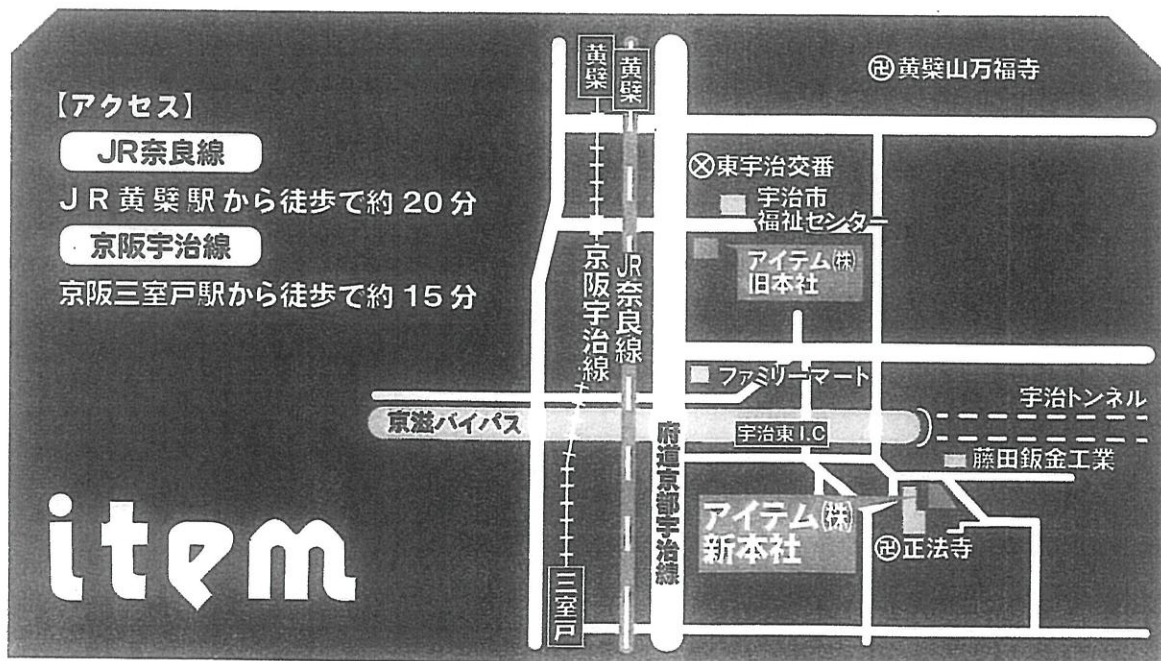 【アクセス】
JR奈良線
JR黄檗駅から徒歩で約20分
京阪宇治線
京阪三室戸駅から徒歩で約15分
item
黄檗
黄檗
卍黄檗山万福寺
東宇治交番
宇治市
福祉センター
アイテム㈱
旧本社
京阪宇治線
JR奈良線
ファミリーマート
宇治トンネル
京滋バイパス
宇治東I.C
府道京都宇治線
藤田鈑金工業
アイテム㈱
新本社
卍正法寺
三室戸